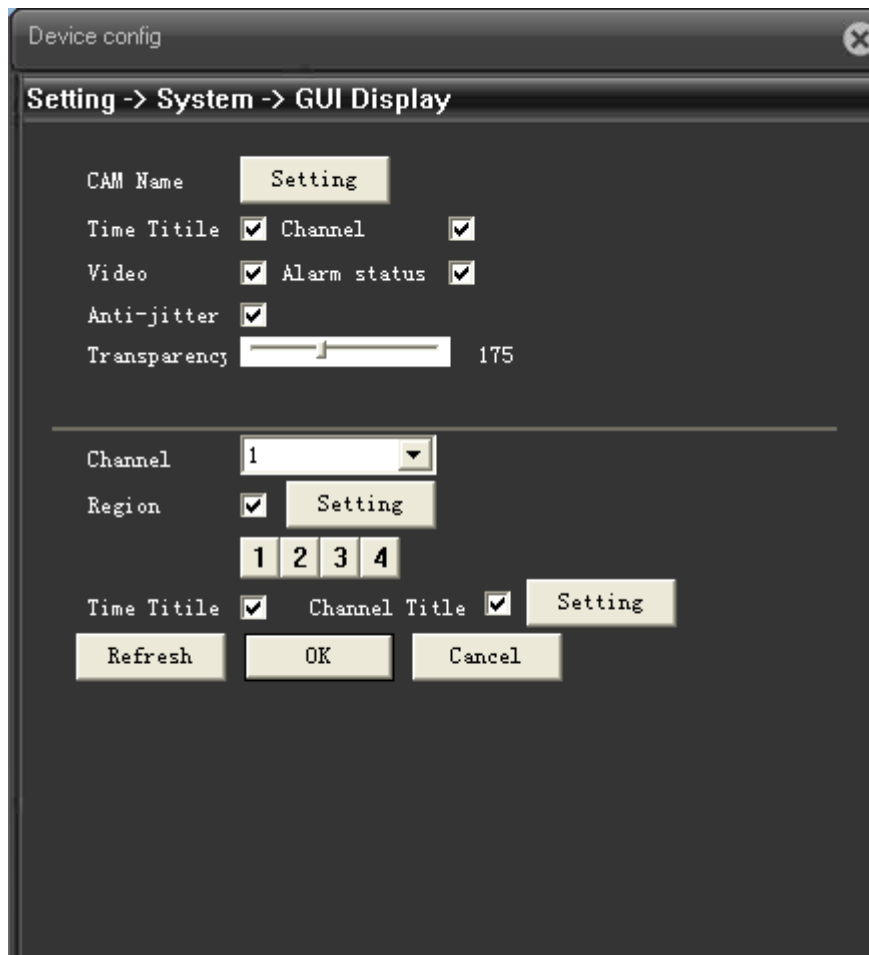 Device config
Setting -> System -> GUI Display
CAM Name Setting
Time Titile Channel
Video Alarm status
Anti-jitter
Transparency 175
Channel 1
Region Setting
1 2 3 4
Time Titile Channel Title Setting
Refresh OK Cancel